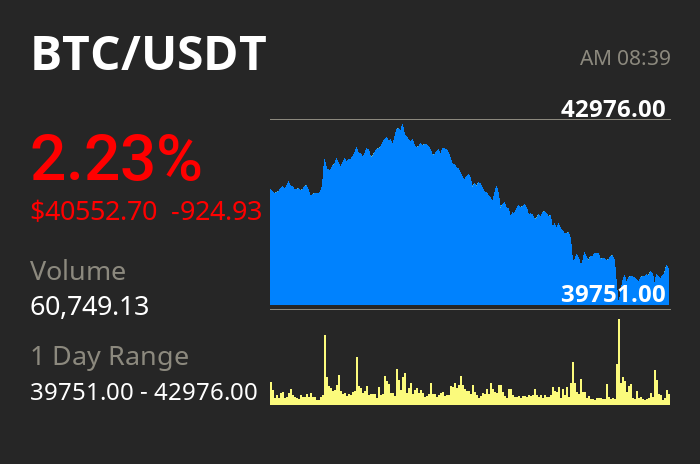 BTC/USDT
AM 08:39
42976.00
2.23%
$40552.70 -924.93
Volume
60,749.13
39751.00
1 Day Range
39751.00 - 42976.00